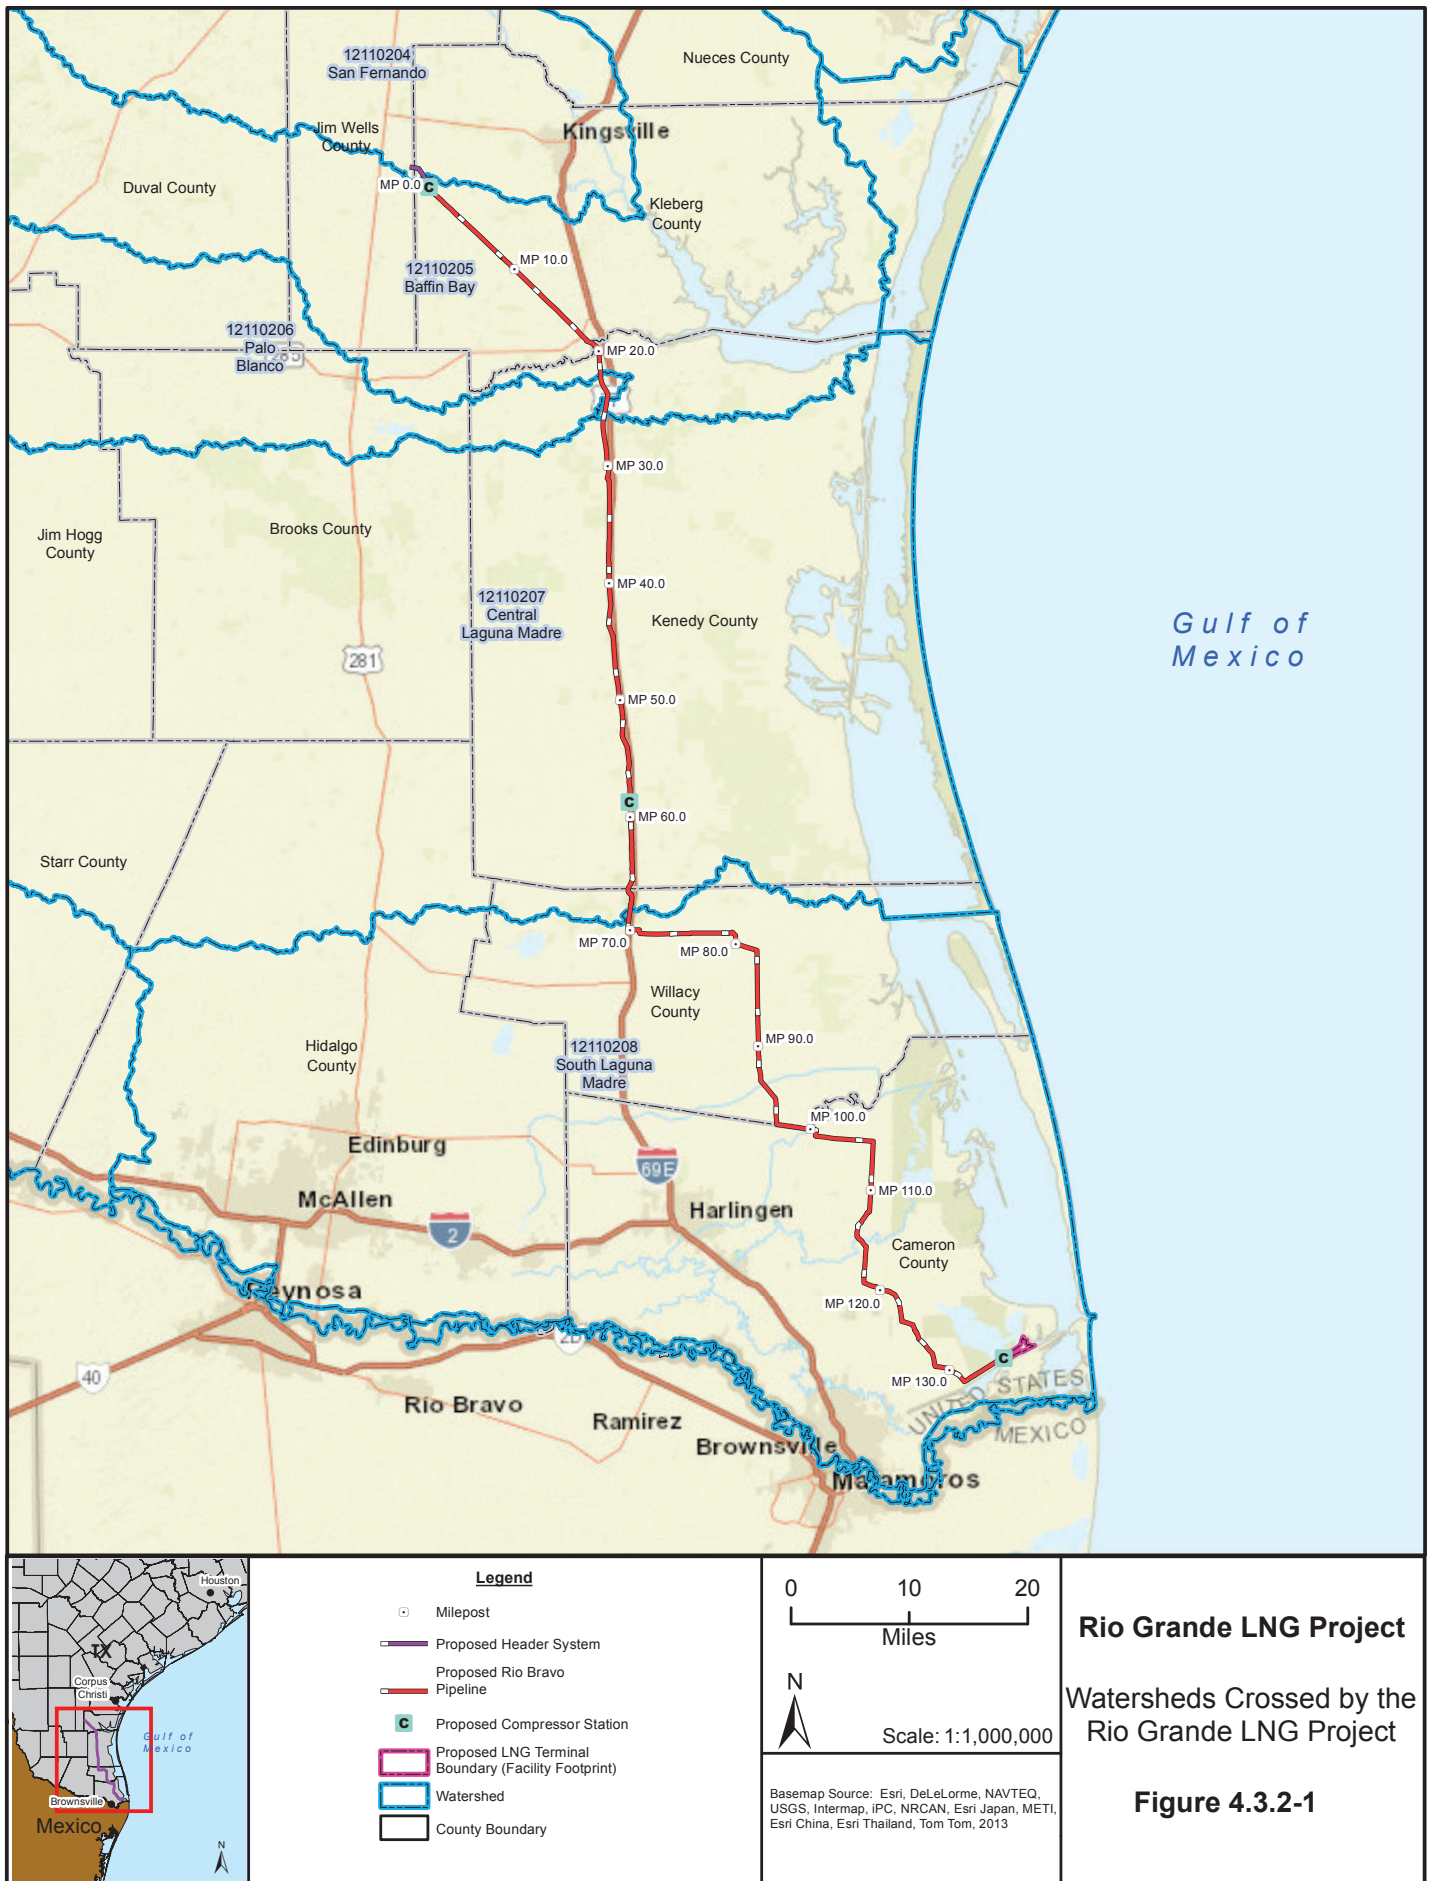 Nueces County
12110204
San Fernando
Kingsville
Jim Wells
County
Duval County
MP 0.0
C
Kleberg
County
MP 10.0
12110205
Baffin Bay
12110206
Palo
Blanco
285
MP 20.0
MP 30.0
Brooks County
Jim Hogg
County
MP 40.0
12110207
Central
Laguna Madre
Kenedy County
Gulf of
Mexico
281
MP 50.0
C
MP 60.0
Starr County
MP 70.0
MP 80.0
Willacy
County
MP 90.0
Hidalgo
County
12110208
South Laguna
Madre
MP 100.0
Edinburg
69E
McAllen
MP 110.0
Harlingen
2
Cameron
County
Reynosa
MP 120.0
2D
C
40
MP 130.0
UNITED STATES
MEXICO
Río Bravo
Ramirez
Brownsville
Matamoros
Houston
TX
Corpus
Christi
Gulf of
Mexico
Brownsville
Mexico
N
Legend
Milepost
Proposed Header System
Proposed Rio Bravo
Pipeline
C Proposed Compressor Station
Proposed LNG Terminal
Boundary (Facility Footprint)
Watershed
County Boundary
0 10 20
Miles
N
Scale: 1:1,000,000
Basemap Source: Esri, DeLeLorme, NAVTEQ,
USGS, Intermap, iPC, NRCAN, Esri Japan, METI,
Esri China, Esri Thailand, Tom Tom, 2013
Rio Grande LNG Project
Watersheds Crossed by the
Rio Grande LNG Project
Figure 4.3.2-1